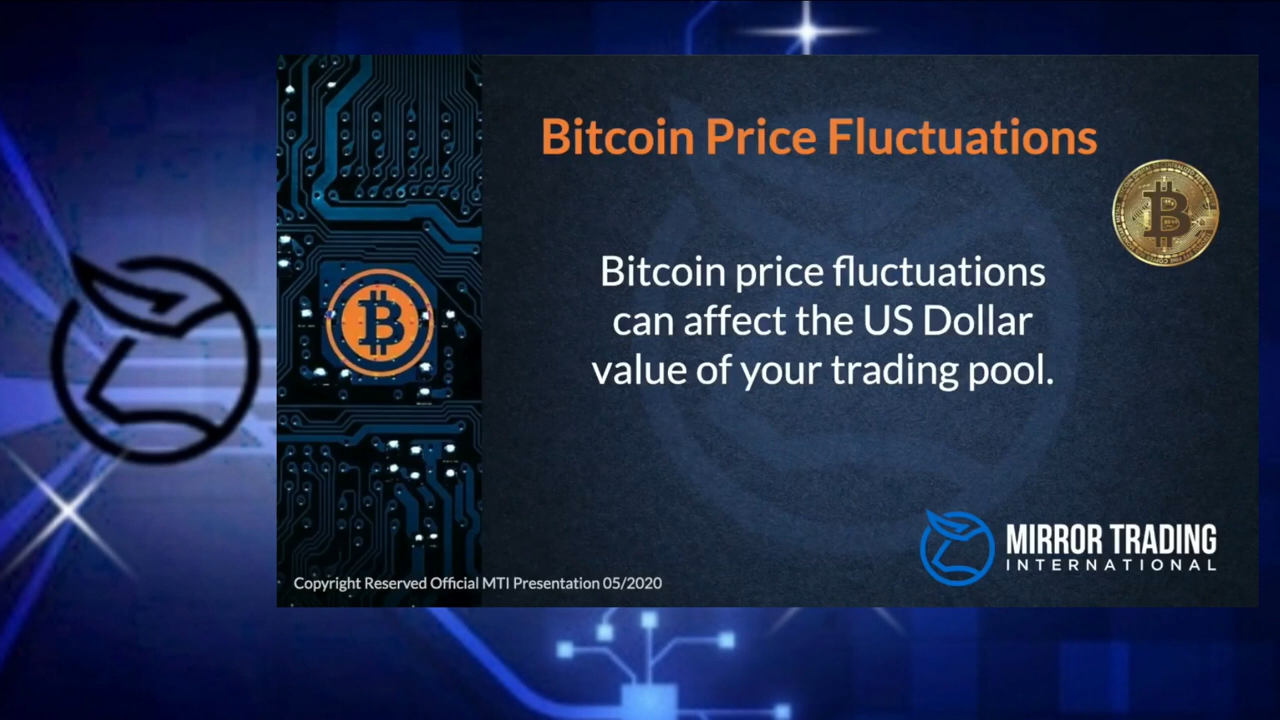 Bitcoin Price Fluctuations
Bitcoin price fluctuations
can affect the US Dollar
value of your trading pool.
MIRROR TRADING
INTERNATIONAL
Copyright Reserved Official MTI Presentation 05/2020